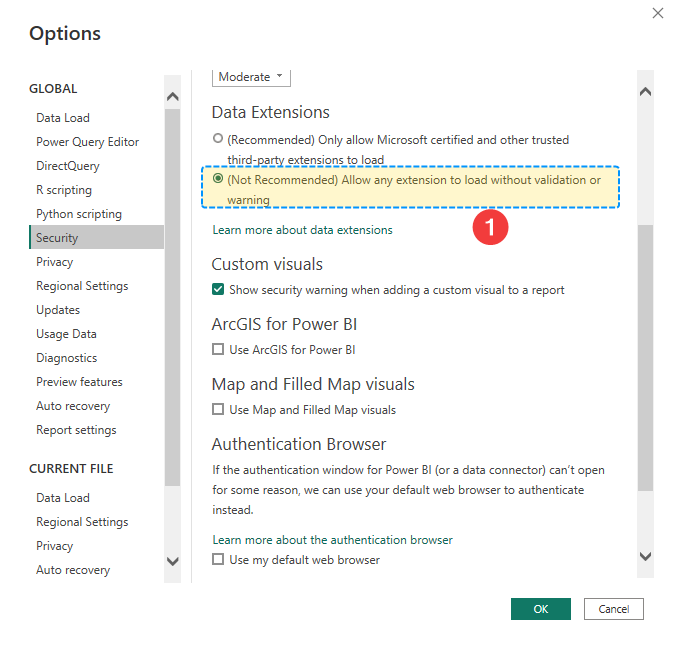 Options
GLOBAL
Data Load
Power Query Editor
DirectQuery
R scripting
Python scripting
Security
Privacy
Regional Settings
Updates
Usage Data
Diagnostics
Preview features
Auto recovery
Report settings
CURRENT FILE
Data Load
Regional Settings
Privacy
Auto recovery
Moderate
Data Extensions
(Recommended) Only allow Microsoft certified and other trusted
third-party extensions to load
(Not Recommended) Allow any extension to load without validation or
warning
1
Learn more about data extensions
Custom visuals
Show security warning when adding a custom visual to a report
ArcGIS for Power BI
Use ArcGIS for Power BI
Map and Filled Map visuals
Use Map and Filled Map visuals
Authentication Browser
If the authentication window for Power BI (or a data connector) can't open
for some reason, we can use your default web browser to authenticate
instead.
Learn more about the authentication browser
Use my default web browser
OK
Cancel